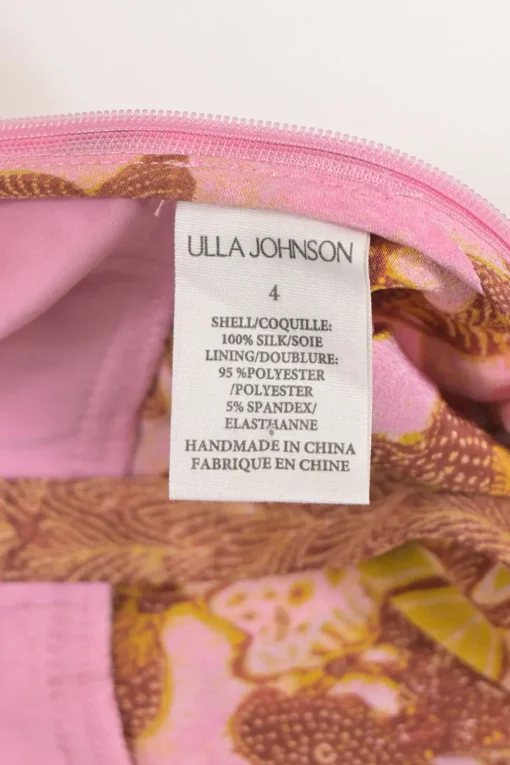 ULLA JOHNSON
4
SHELL/COQUILLE:
100% SILK/SOIE
LINING/DOUBLURE:
95 %POLYESTER
/POLYESTER
5% SPANDEX/
ELASTHANNE
HANDMADE IN CHINA
FABRIQUE EN CHINE